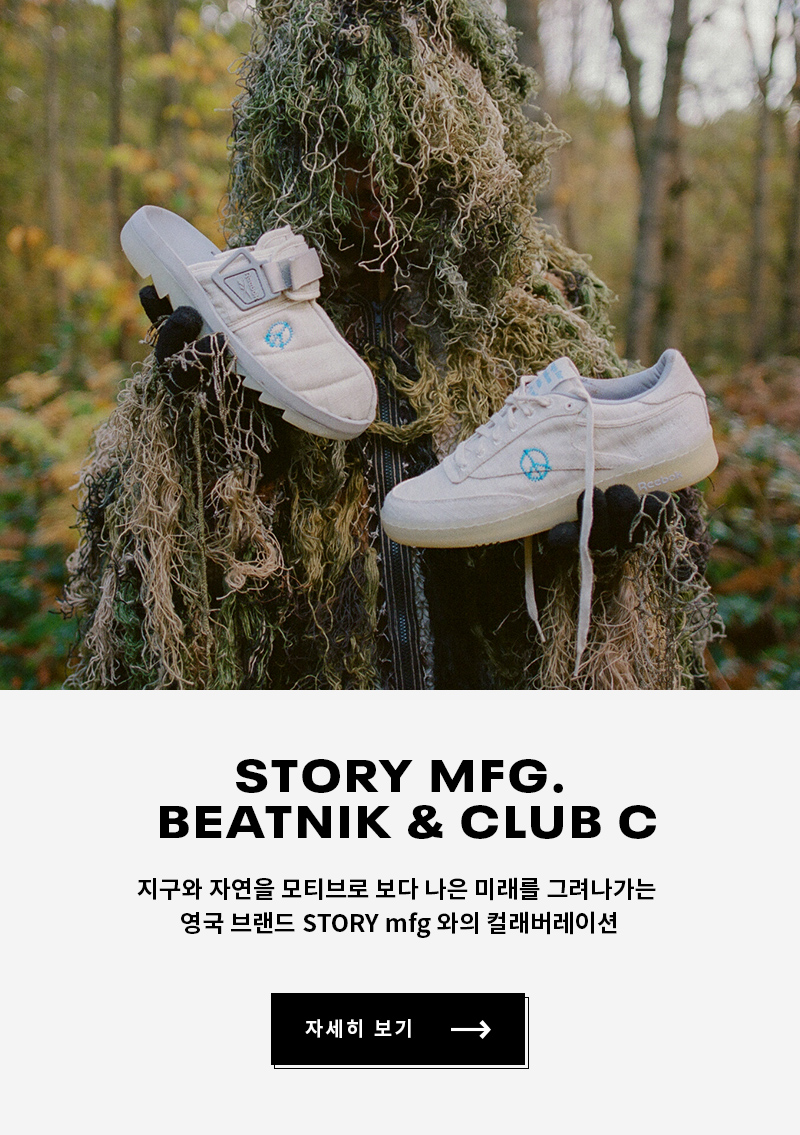 Reebok
STORY MFG.
BEATNIK & CLUB C
지구와 자연을 모티브로 보다 나은 미래를 그려나가는
영국 브랜드 STORY mfg 와의 컬래버레이션
자세히 보기